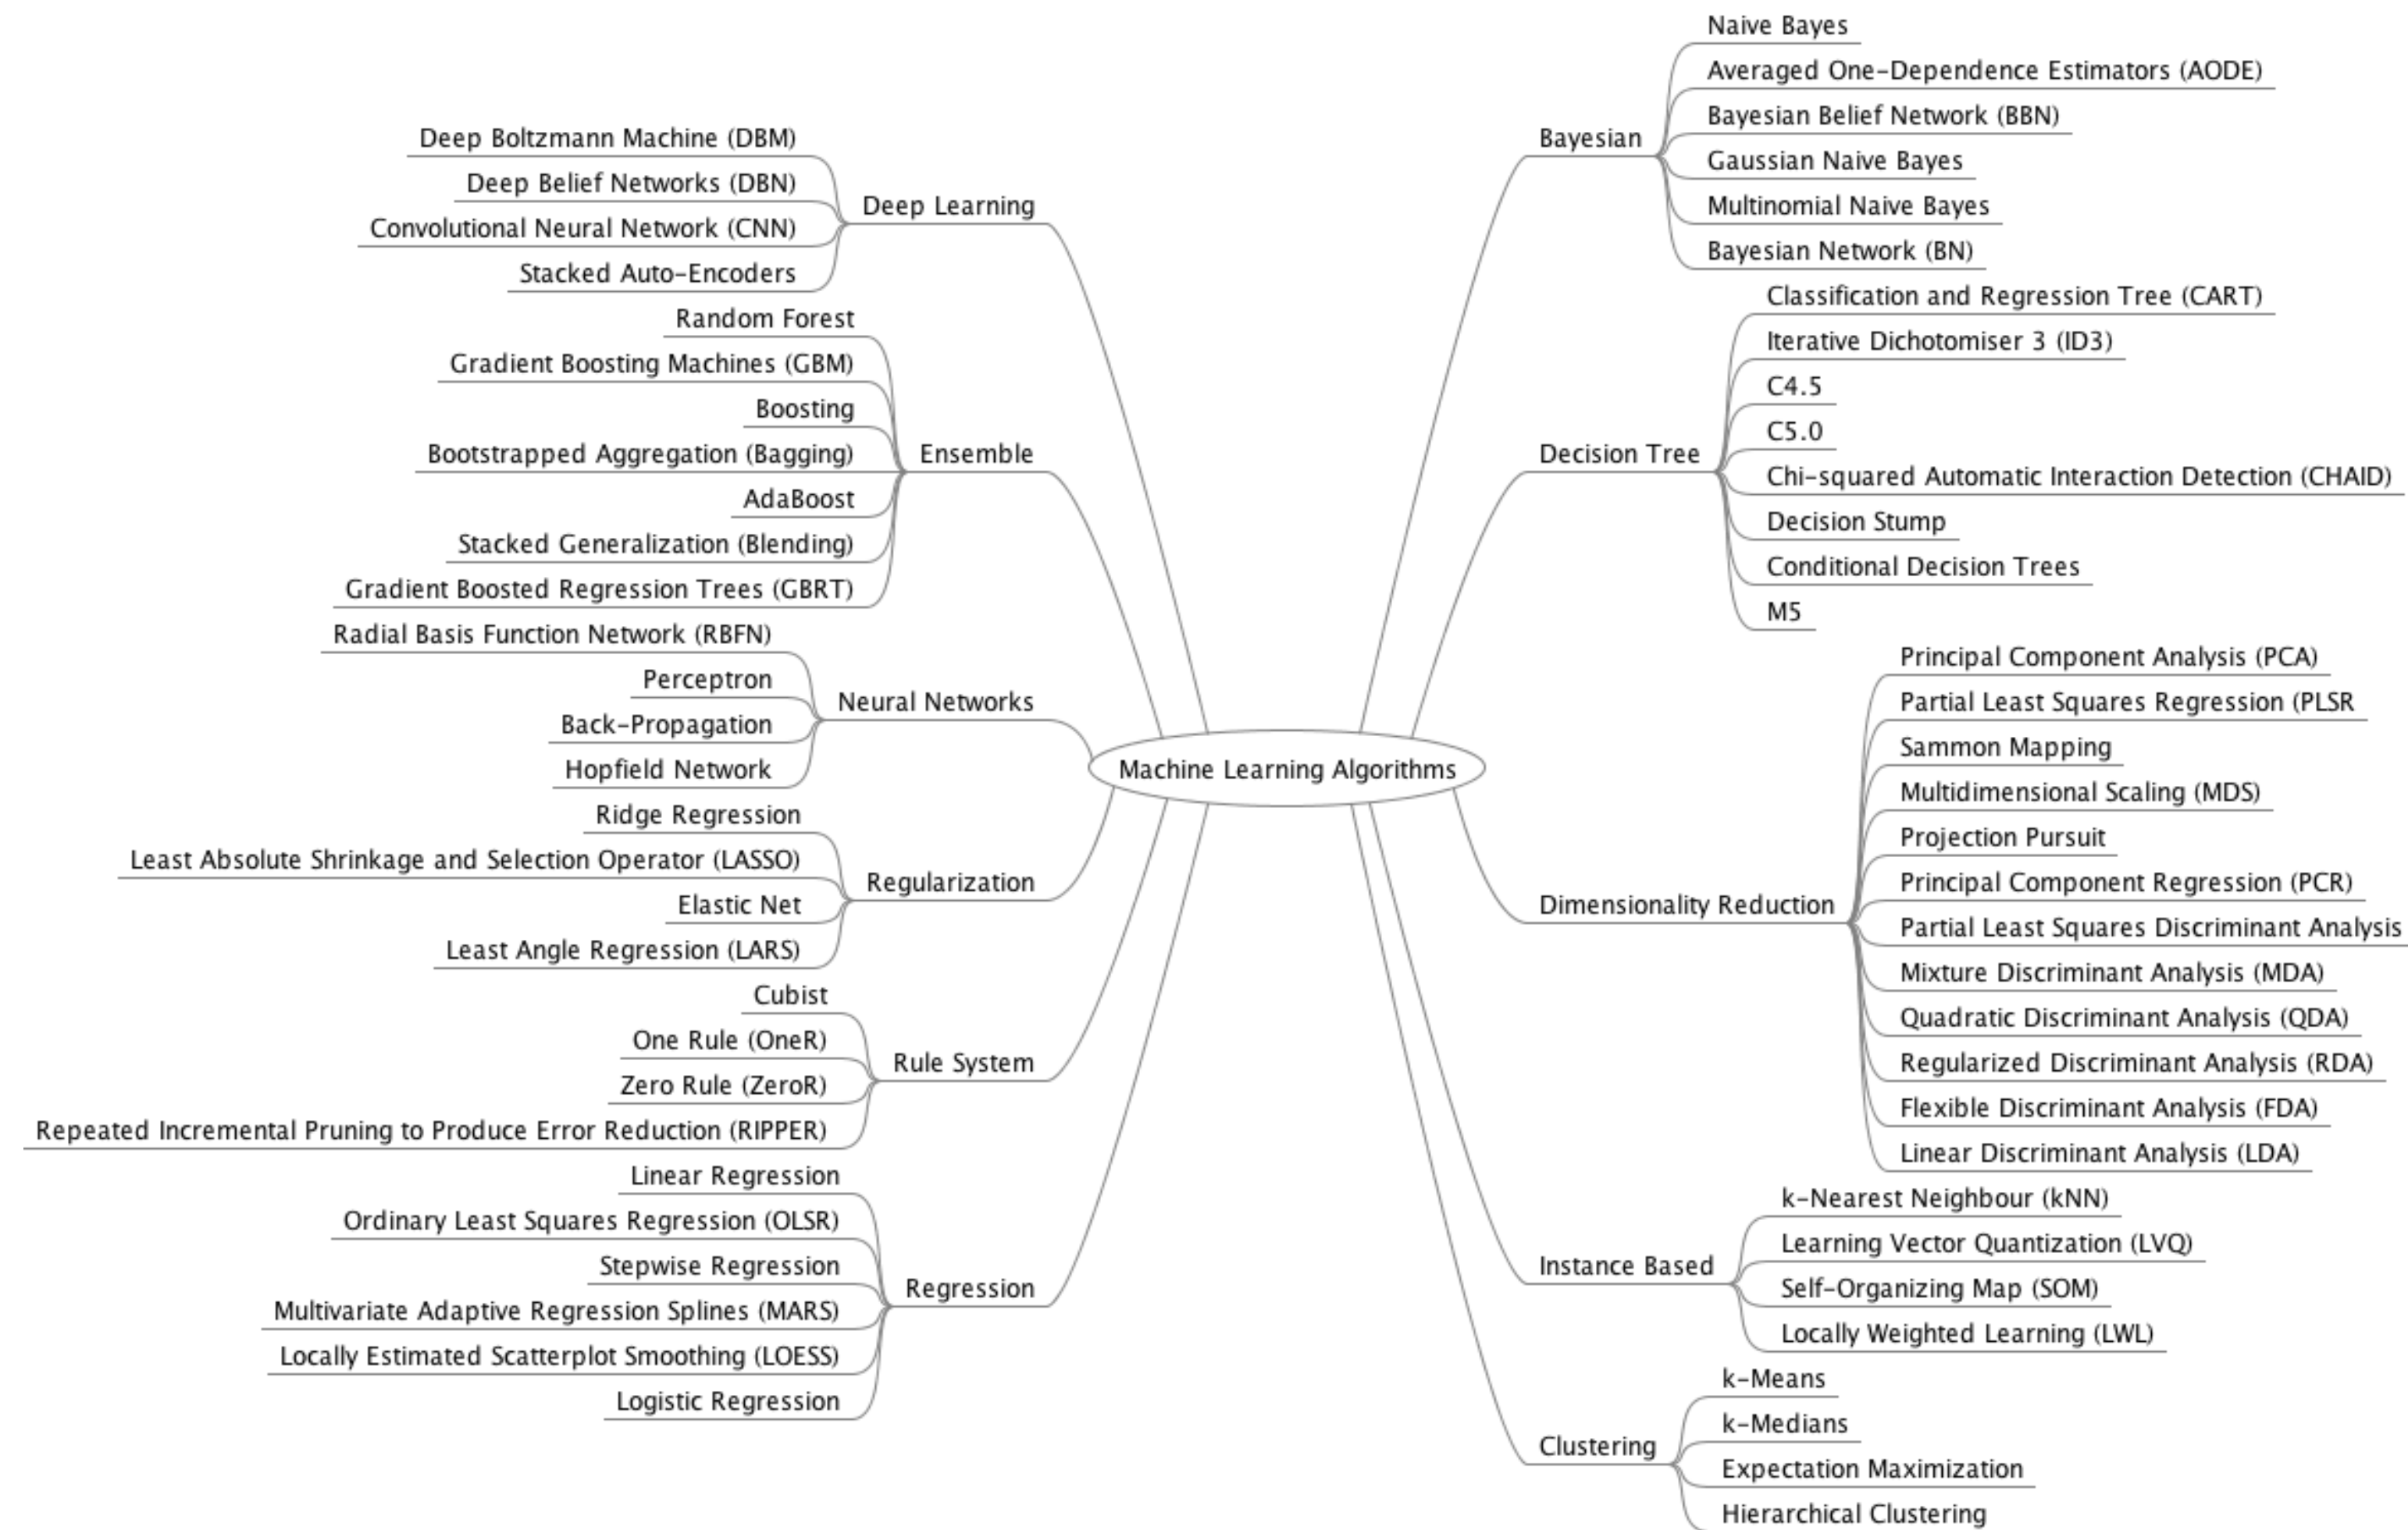 Machine Learning Algorithms
Deep Learning
Deep Boltzmann Machine (DBM)
Deep Belief Networks (DBN)
Convolutional Neural Network (CNN)
Stacked Auto-Encoders
Ensemble
Random Forest
Gradient Boosting Machines (GBM)
Boosting
Bootstrapped Aggregation (Bagging)
AdaBoost
Stacked Generalization (Blending)
Gradient Boosted Regression Trees (GBRT)
Neural Networks
Radial Basis Function Network (RBFN)
Perceptron
Back-Propagation
Hopfield Network
Regularization
Ridge Regression
Least Absolute Shrinkage and Selection Operator (LASSO)
Elastic Net
Least Angle Regression (LARS)
Rule System
Cubist
One Rule (OneR)
Zero Rule (ZeroR)
Repeated Incremental Pruning to Produce Error Reduction (RIPPER)
Regression
Linear Regression
Ordinary Least Squares Regression (OLSR)
Stepwise Regression
Multivariate Adaptive Regression Splines (MARS)
Locally Estimated Scatterplot Smoothing (LOESS)
Logistic Regression
Bayesian
Naive Bayes
Averaged One-Dependence Estimators (AODE)
Bayesian Belief Network (BBN)
Gaussian Naive Bayes
Multinomial Naive Bayes
Bayesian Network (BN)
Decision Tree
Classification and Regression Tree (CART)
Iterative Dichotomiser 3 (ID3)
C4.5
C5.0
Chi-squared Automatic Interaction Detection (CHAID)
Decision Stump
Conditional Decision Trees
M5
Dimensionality Reduction
Principal Component Analysis (PCA)
Partial Least Squares Regression (PLSR
Sammon Mapping
Multidimensional Scaling (MDS)
Projection Pursuit
Principal Component Regression (PCR)
Partial Least Squares Discriminant Analysis
Mixture Discriminant Analysis (MDA)
Quadratic Discriminant Analysis (QDA)
Regularized Discriminant Analysis (RDA)
Flexible Discriminant Analysis (FDA)
Linear Discriminant Analysis (LDA)
Instance Based
k-Nearest Neighbour (kNN)
Learning Vector Quantization (LVQ)
Self-Organizing Map (SOM)
Locally Weighted Learning (LWL)
Clustering
k-Means
k-Medians
Expectation Maximization
Hierarchical Clustering